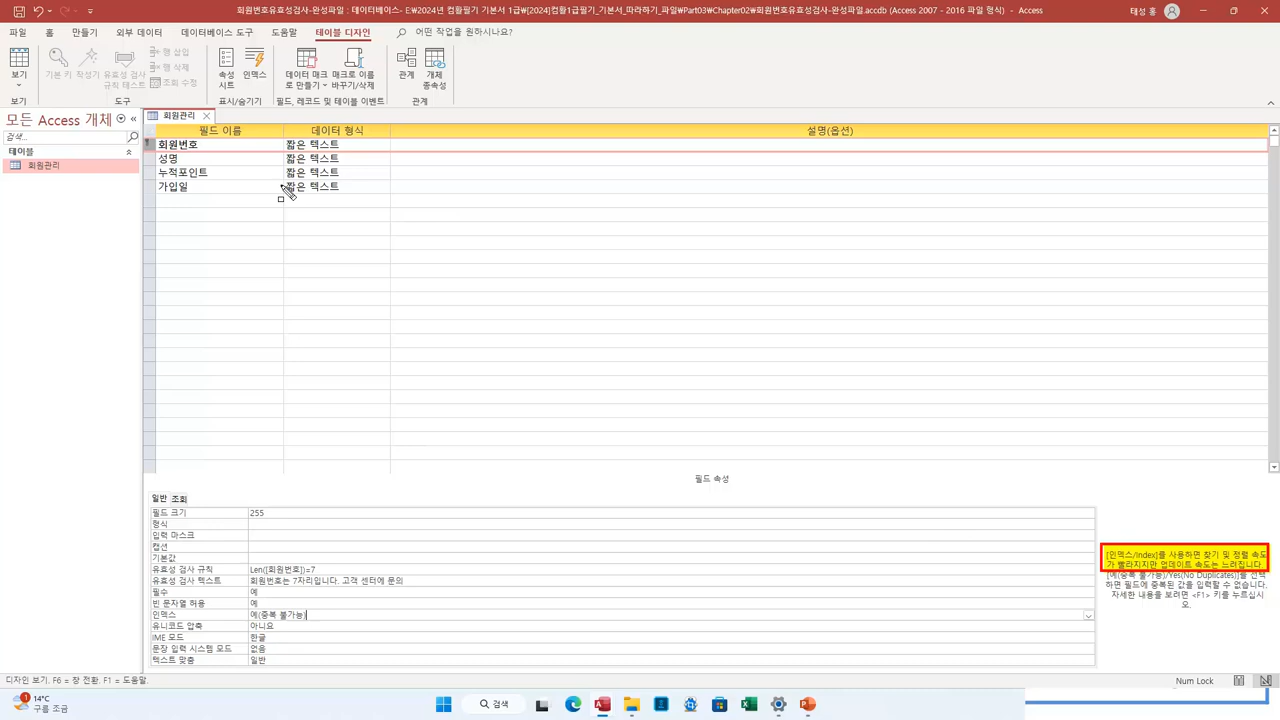 회원번호유효성검사-완성파일 : 데이터베이스- E:₩2024년 컴활필기 기본서 1급₩[2024]컴활1급필기_기본서_따라하기_파일₩Part03₩Chapter02₩회원번호유효성검사-완성파일.accdb (Access 2007 - 2016 파일 형식) - Access
태성 홍
파일 홈 만들기 외부 데이터 데이터베이스 도구 도움말 테이블 디자인 어떤 작업을 원하시나요?
보기
기본 키
작성기
유효성 검사
규칙 테스트
행 삽입
행 삭제
조회 수정
속성
시트
인덱스
데이터 매크
로 만들기
매크로 이름
바꾸기/삭제
관계
개체
종속성
보기 도구 표시/숨기기 필드, 레코드 및 테이블 이벤트 관계
모든 Access 개체
검색...
테이블
회원관리
회원관리
필드 이름 데이터 형식 설명(옵션)
회원번호 짧은 텍스트
성명 짧은 텍스트
누적포인트 짧은 텍스트
가입일 짧은 텍스트
필드 속성
일반 조회
필드 크기 255
형식
입력 마스크
캡션
기본값
유효성 검사 규칙 Len([회원번호])=7
유효성 검사 텍스트 회원번호는 7자리입니다. 고객 센터에 문의
필수 예
빈 문자열 허용 예
인덱스 예(중복 불가능)
유니코드 압축 아니요
IME 모드 한글
문장 입력 시스템 모드 없음
텍스트 맞춤 일반
[인덱스/Index]를 사용하면 찾기 및 정렬 속도
가 빨라지지만 업데이트 속도는 느려집니다.
[예(중복 불가능)/Yes(No Duplicates)]를 선택
하면 필드에 중복된 값을 입력할 수 없습니다.
자세한 내용을 보려면 <F1> 키를 누르십시
오.
디자인 보기. F6 = 창 전환. F1 = 도움말.
Num Lock
1
14°C
구름 조금
검색